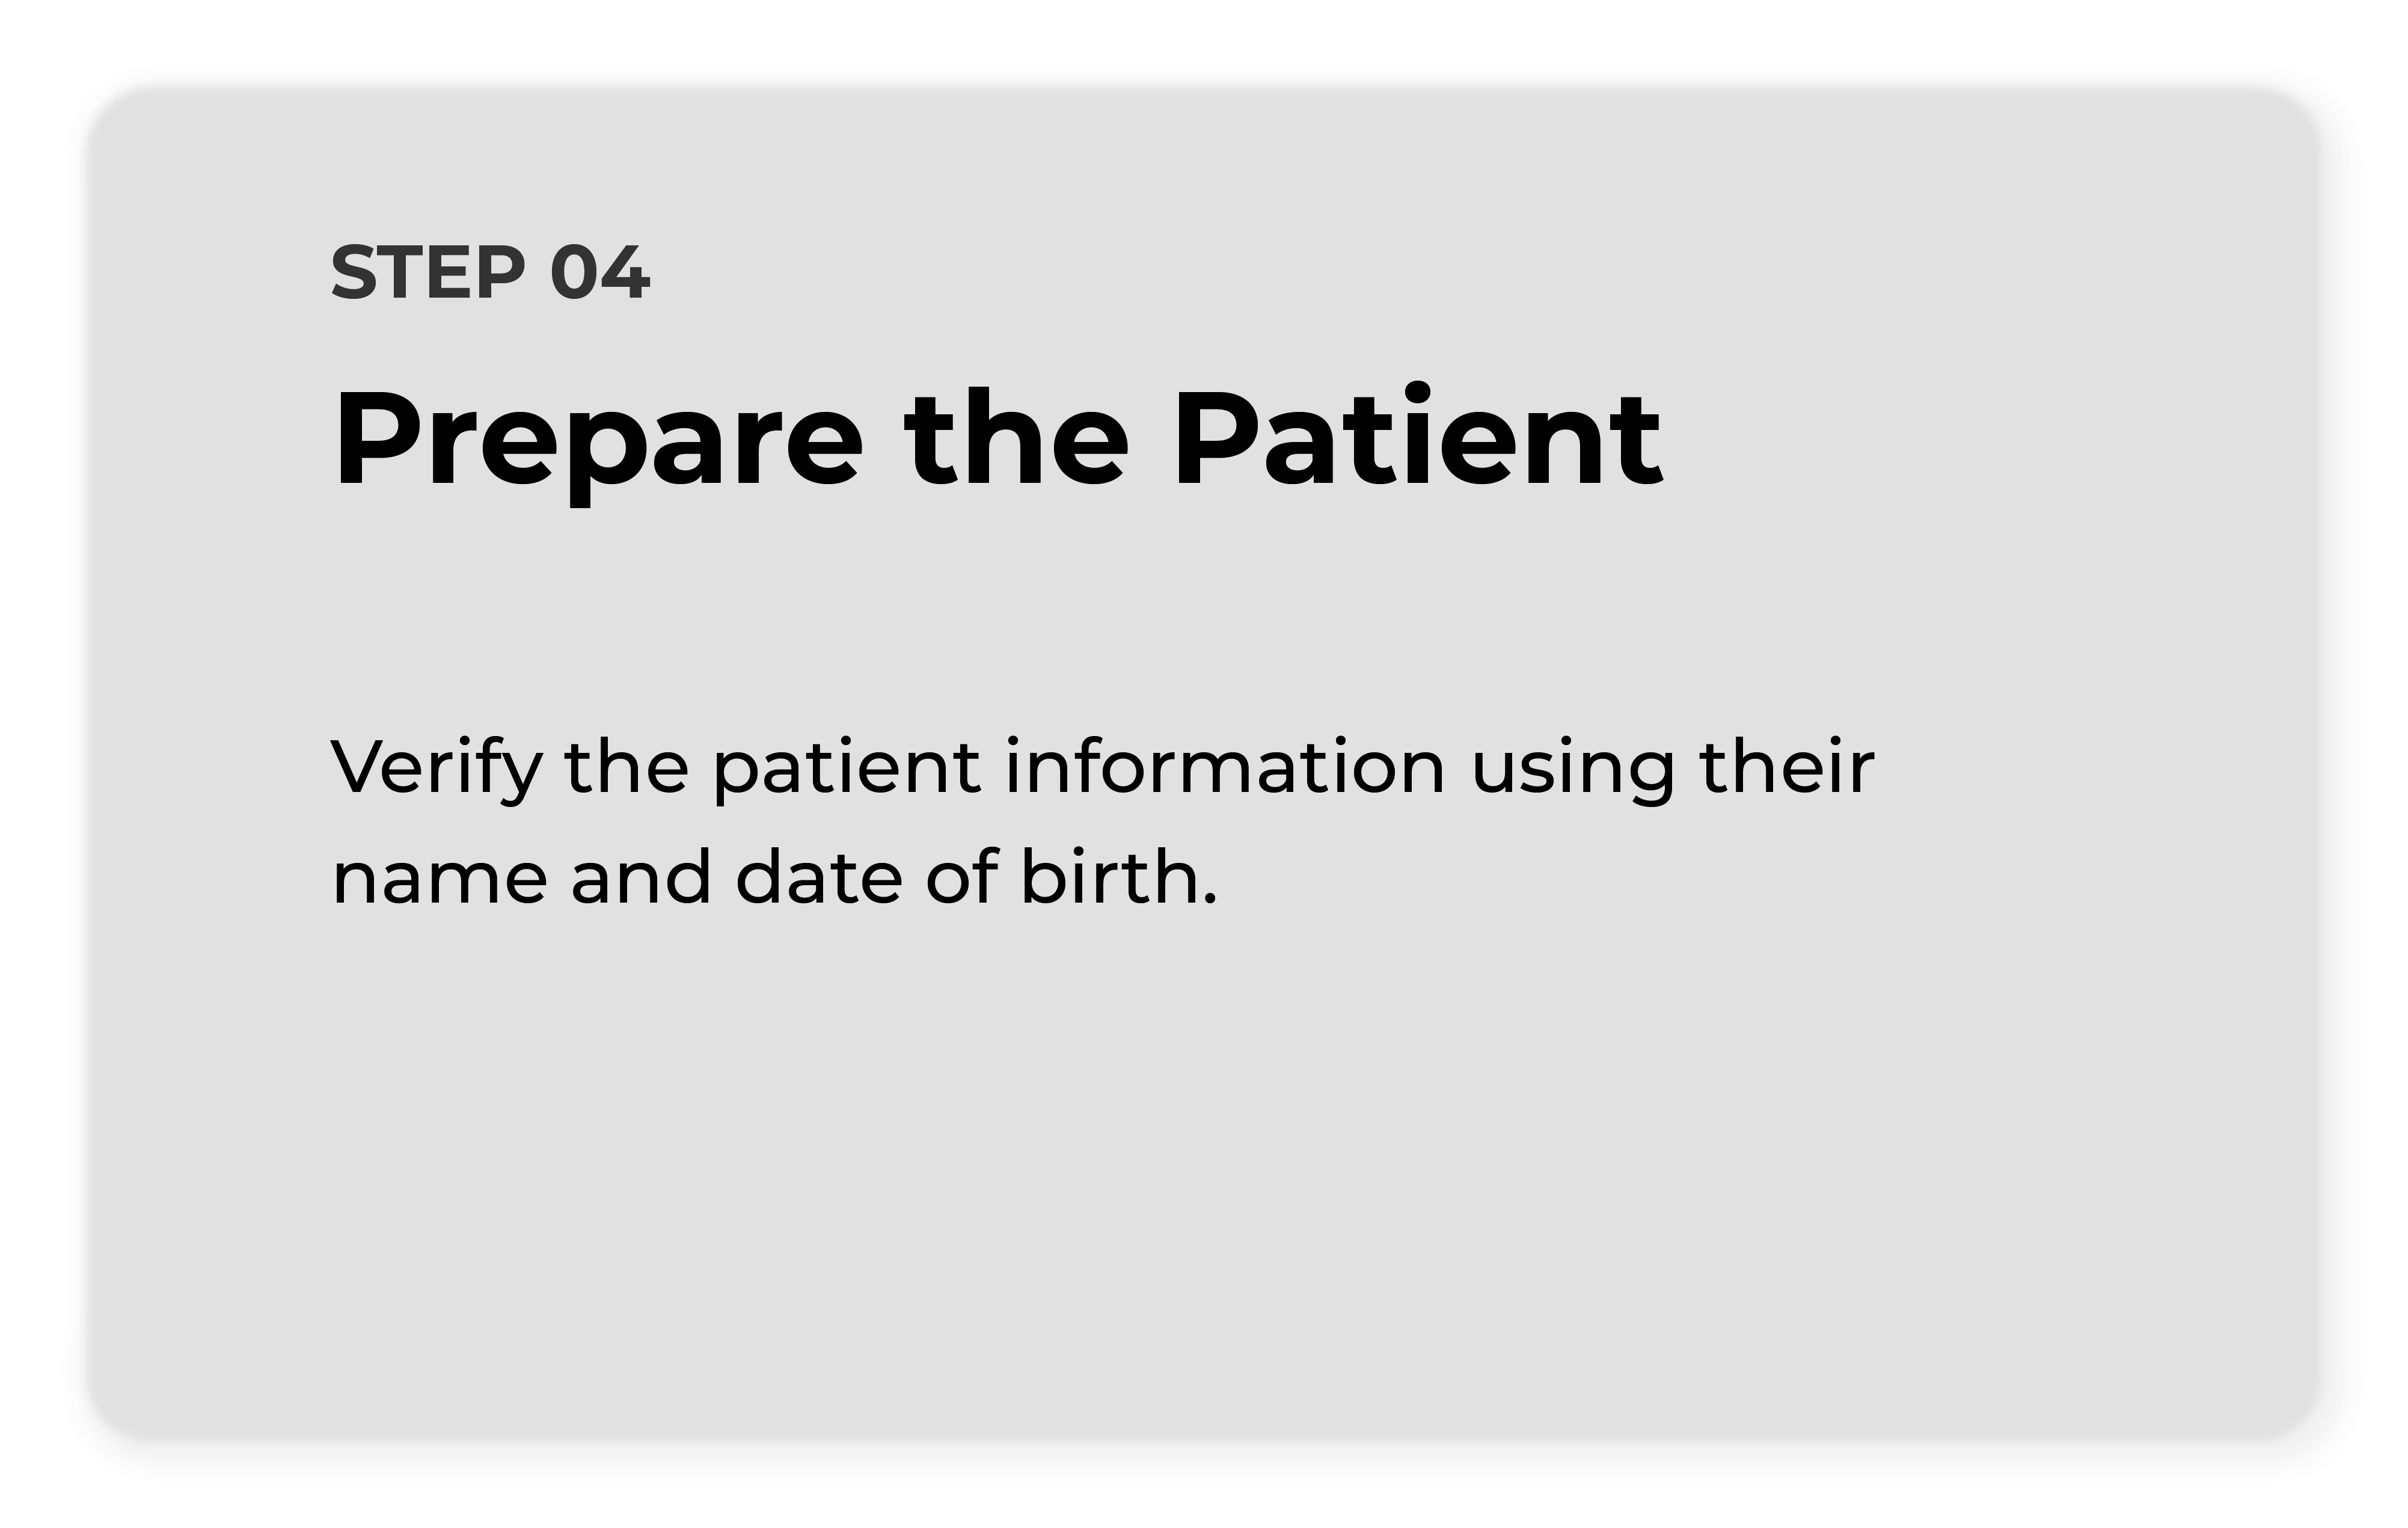 STEP 04
Prepare the Patient
Verify the patient information using their
name and date of birth.